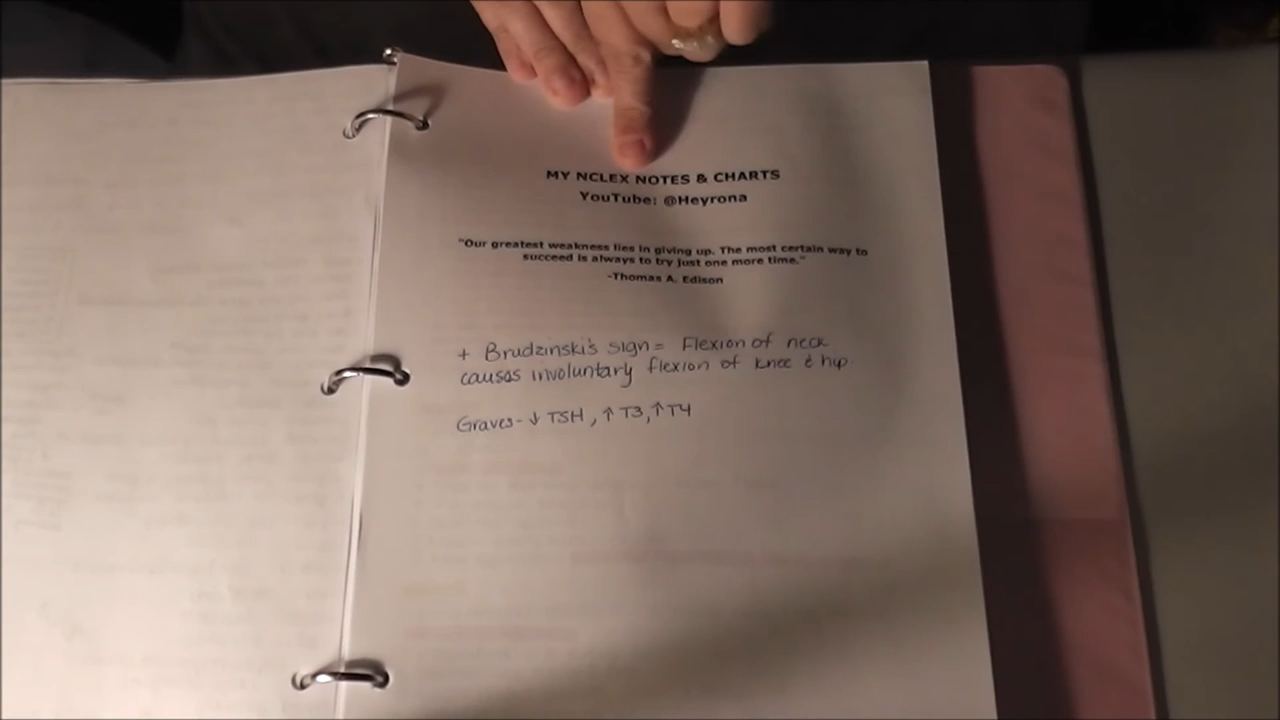 MY NCLEX NOTES & CHARTS
YouTube: @Heyrona
"Our greatest weakness lies in giving up. The most certain way to
succeed is always to try just one more time."
-Thomas A. Edison
+ Brudzinski's sign = Flexion of neck
causes involuntary flexion of knee & hip
Graves- ↓ TSH, ↑ T3, ↑ T4